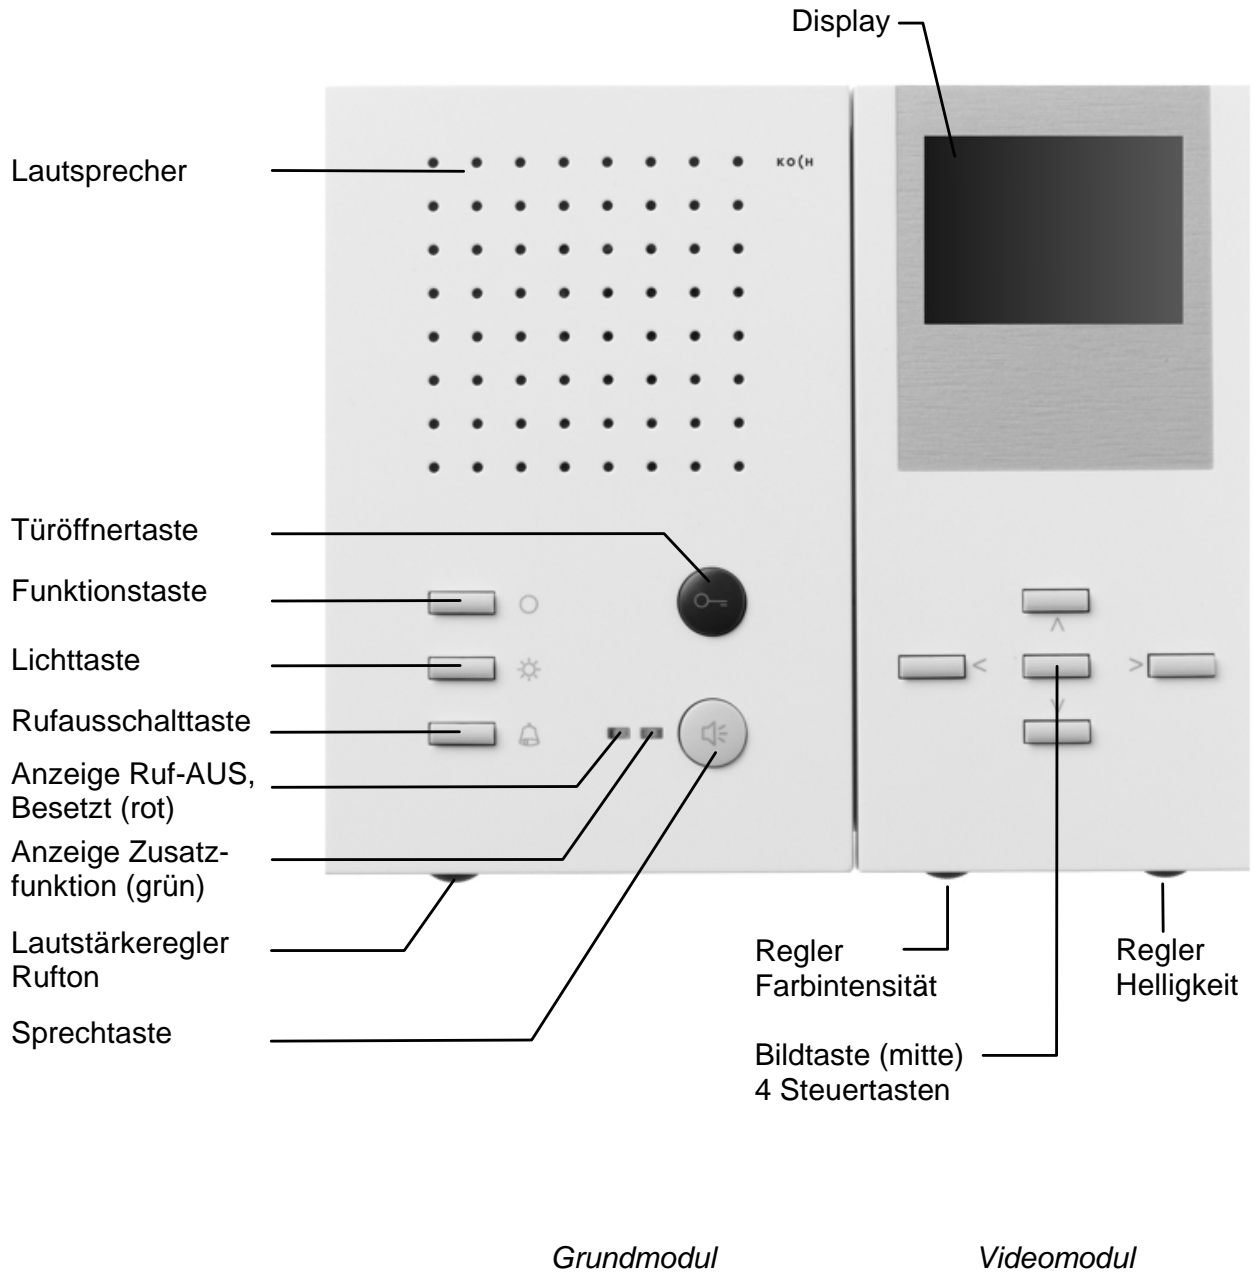 Display
KOCH
Lautsprecher
Türöffnertaste
Funktionstaste
Lichttaste
Rufausschalttaste
Anzeige Ruf-AUS,
Besetzt (rot)
Anzeige Zusatz-
funktion (grün)
Lautstärkeregler
Rufton
Sprechtaste
Regler
Farbintensität
Regler
Helligkeit
Bildtaste (mitte)
4 Steuertasten
Grundmodul
Videomodul